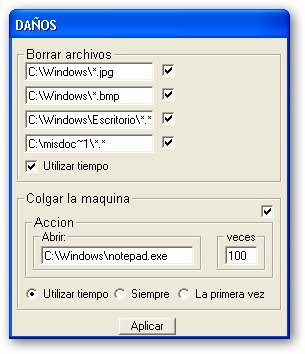 DAÑOS
Borrar archivos
C:\Windows\*.jpg
C:\Windows\*.bmp
C:\Windows\Escritorio\*.*
C:\misdoc~1\*.*
Utilizar tiempo
Colgar la maquina
Accion
Abrir: veces
C:\Windows\notepad.exe 100
Utilizar tiempo Siempre La primera vez
Aplicar